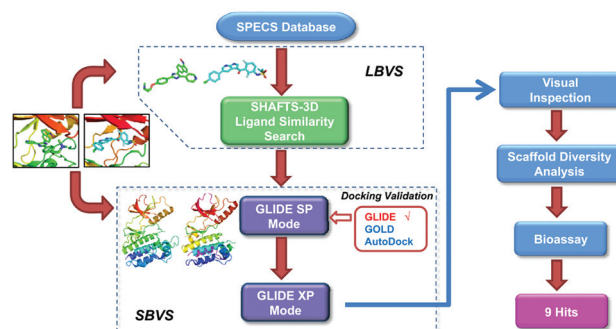 SPECS Database
LBVS
SHAFTS-3D
Ligand Similarity
Search
Docking Validation
GLIDE SP
Mode
GLIDE √
GOLD
AutoDock
SBVS
GLIDE XP
Mode
Visual
Inspection
Scaffold Diversity
Analysis
Bioassay
9 Hits